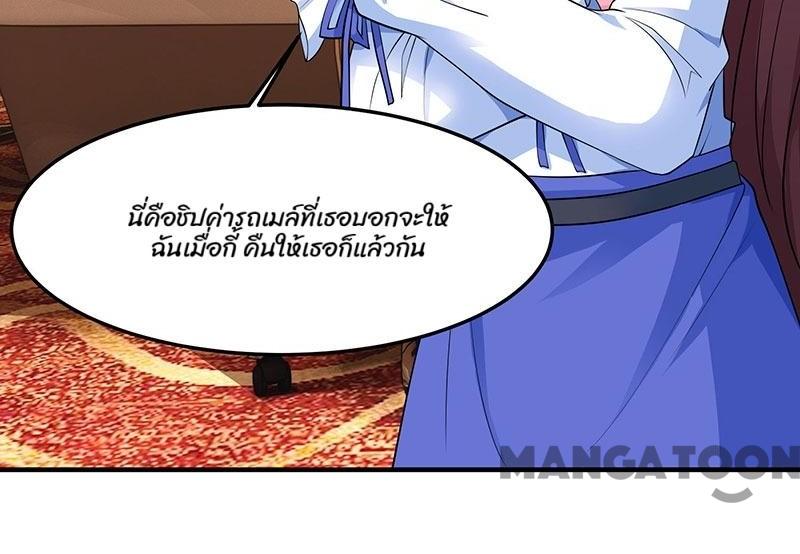 นี่คือชิปค่ารถเมล์ที่เธอบอกจะให้
ฉันเมื่อกี้ คืนให้เธอก็แล้วกัน
MANGATOON